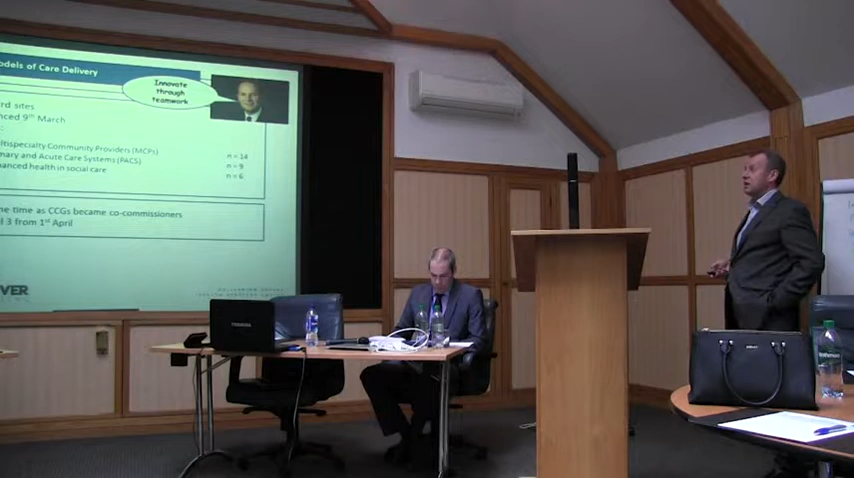 odels of Care Delivery
Innovate
through
teamwork
rd sites
nced 9th March
ltispecialty Community Providers (MCPs)
n = 14
mary and Acute Care Systems (PACS)
n = 9
anced health in social care
n = 6
me time as CCGs became co-commissioners
l 3 from 1st April
VER
TOSHIBA